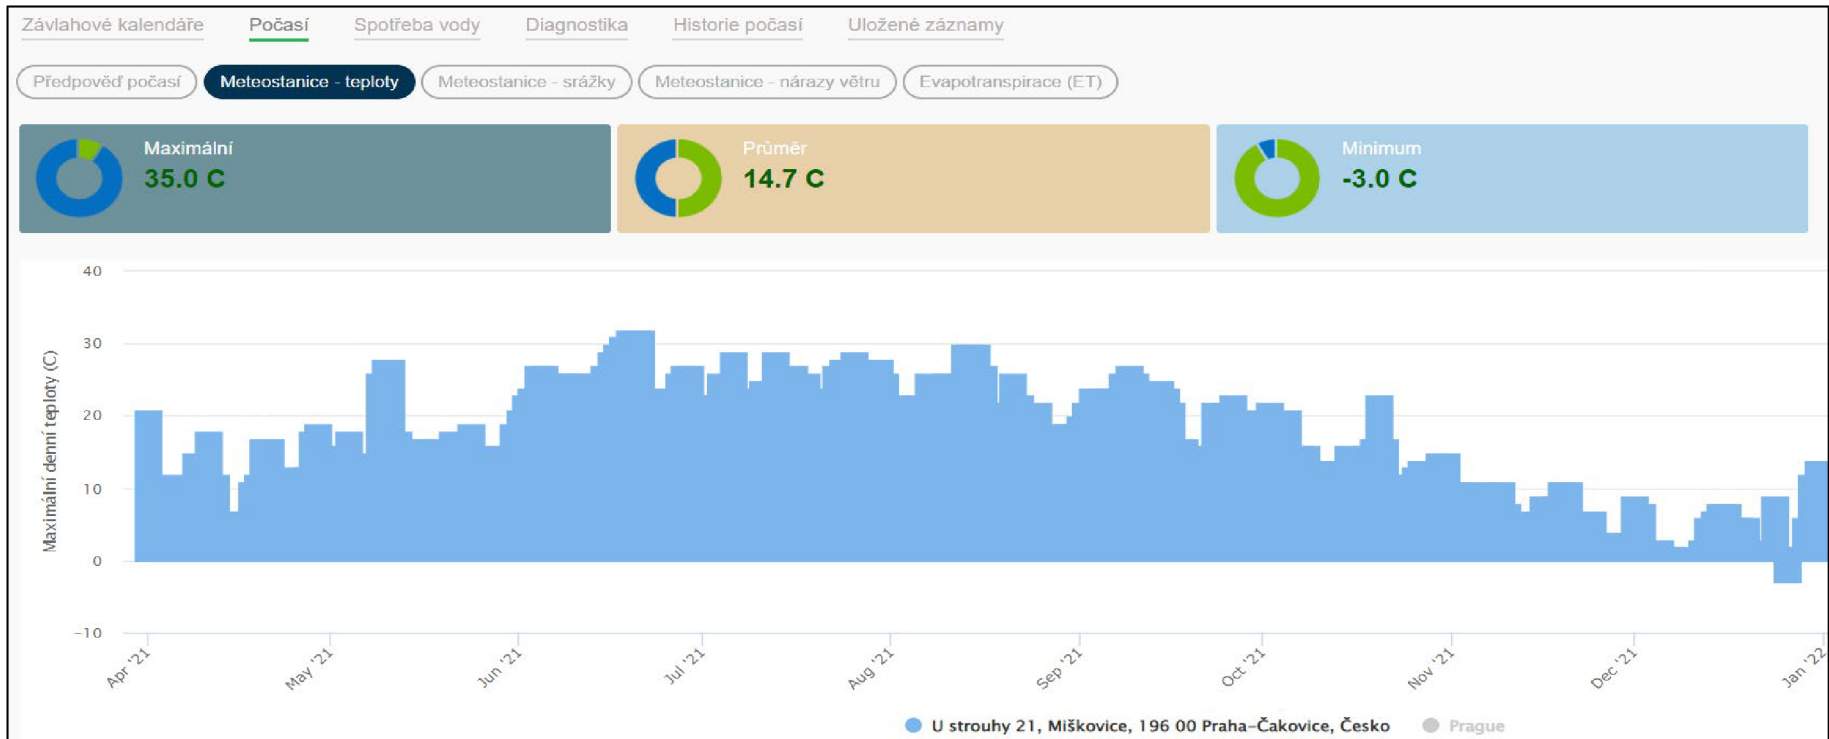 Závlahové kalendáře Počasí Spotřeba vody Diagnostika Historie počasí Uložené záznamy
Předpověď počasí Meteostanice - teploty Meteostanice - srážky Meteostanice - nárazy větru Evapotranspirace (ET)
Maximální
35.0 C
Průměr
14.7 C
Minimum
-3.0 C
Maximální denní teploty (C)
40
30
20
10
0
-10
Apr '21 May '21 Jun '21 Jul '21 Aug '21 Sep '21 Oct '21 Nov '21 Dec '21 Jan '22
U strouhy 21, Miškovice, 196 00 Praha-Čakovice, Česko Prague